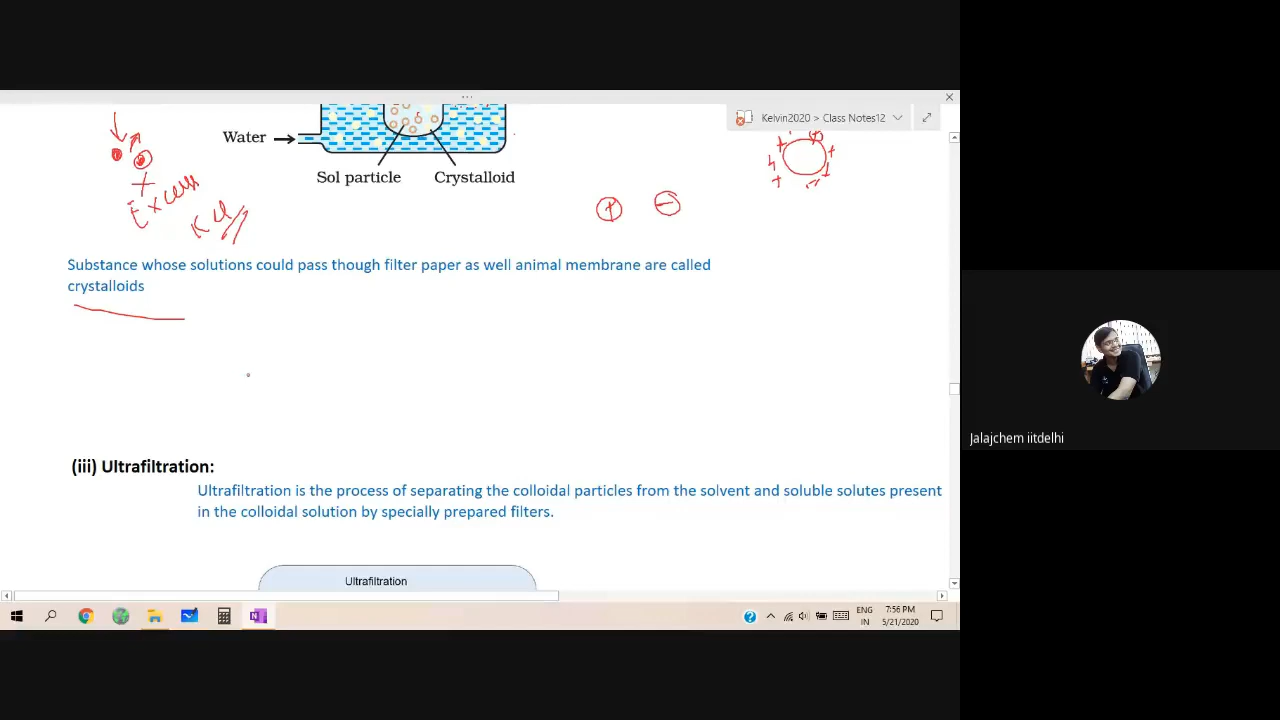 Kelvin2020 > Class Notes12
Water
Sol particle Crystalloid
Excess
KCl
+ −
Substance whose solutions could pass though filter paper as well animal membrane are called
crystalloids
Jalajchem iitdelhi
(iii) Ultrafiltration:
Ultrafiltration is the process of separating the colloidal particles from the solvent and soluble solutes present
in the colloidal solution by specially prepared filters.
Ultrafiltration
ENG
IN
7:56 PM
5/21/2020